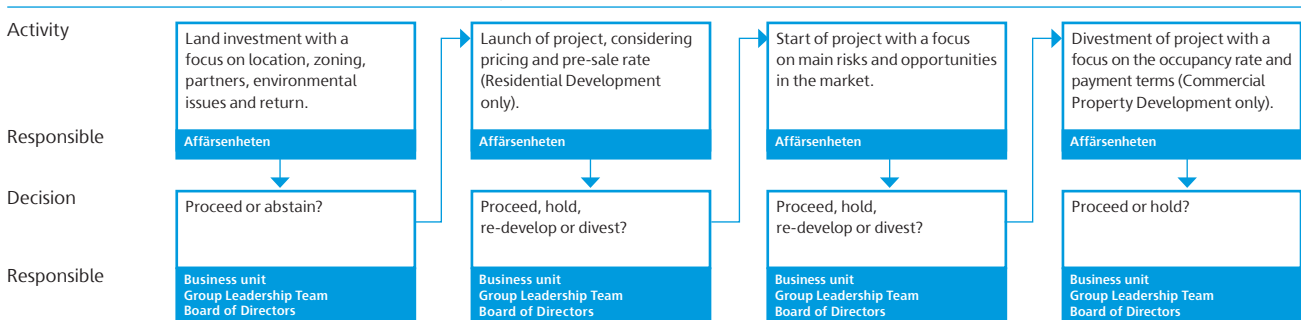 Activity
Land investment with a
focus on location, zoning,
partners, environmental
issues and return.
Launch of project, considering
pricing and pre-sale rate
(Residential Development
only).
Start of project with a focus
on main risks and opportunities
in the market.
Divestment of project with a
focus on the occupancy rate and
payment terms (Commercial
Property Development only).
Responsible
Affärsenheten
Affärsenheten
Affärsenheten
Affärsenheten
Decision
Proceed or abstain?
Proceed, hold,
re-develop or divest?
Proceed, hold,
re-develop or divest?
Proceed or hold?
Responsible
Business unit
Group Leadership Team
Board of Directors
Business unit
Group Leadership Team
Board of Directors
Business unit
Group Leadership Team
Board of Directors
Business unit
Group Leadership Team
Board of Directors